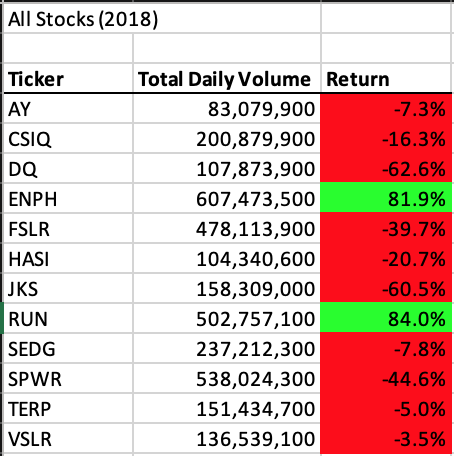 All Stocks (2018)
Ticker Total Daily Volume Return
AY 83,079,900 -7.3%
CSIQ 200,879,900 -16.3%
DQ 107,873,900 -62.6%
ENPH 607,473,500 81.9%
FSLR 478,113,900 -39.7%
HASI 104,340,600 -20.7%
JKS 158,309,000 -60.5%
RUN 502,757,100 84.0%
SEDG 237,212,300 -7.8%
SPWR 538,024,300 -44.6%
TERP 151,434,700 -5.0%
VSLR 136,539,100 -3.5%